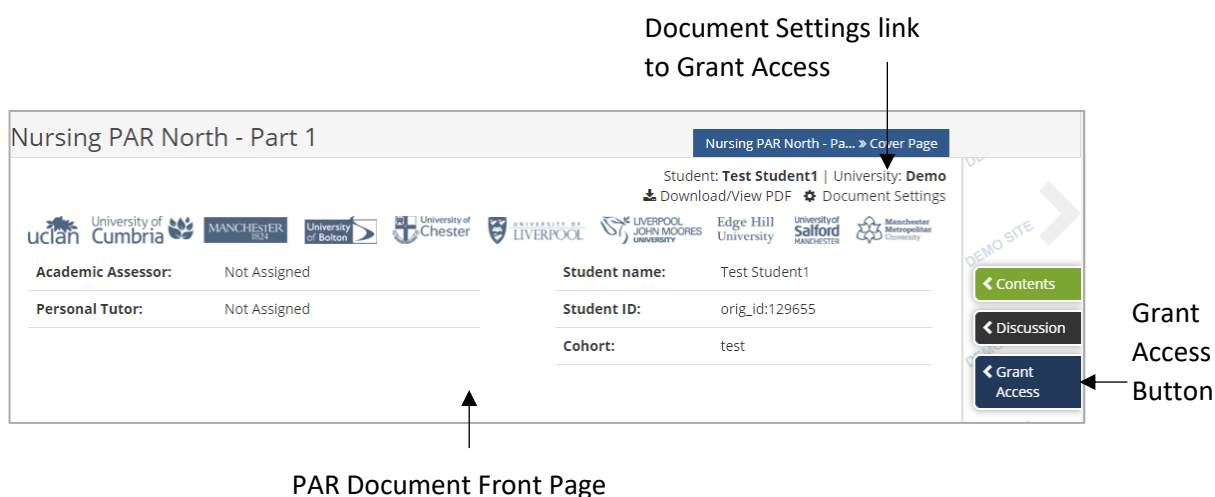 Document Settings link
to Grant Access
Nursing PAR North - Part 1
Nursing PAR North - Pa... » Cover Page
Student: Test Student1 | University: Demo
Download/View PDF Document Settings
uclan
University of
Cumbria
MANCHESTER
1824
University
of Bolton
University of
Chester
UNIVERSITY OF
LIVERPOOL
LIVERPOOL
JOHN MOORES
UNIVERSITY
Edge Hill
University
University of
Salford
MANCHESTER
Manchester
Metropolitan
University
DEMO SITE
Academic Assessor: Not Assigned
Student name: Test Student1
Personal Tutor: Not Assigned
Student ID: orig_id:129655
Cohort: test
Contents
Discussion
Grant
Access
Grant
Access
Button
PAR Document Front Page